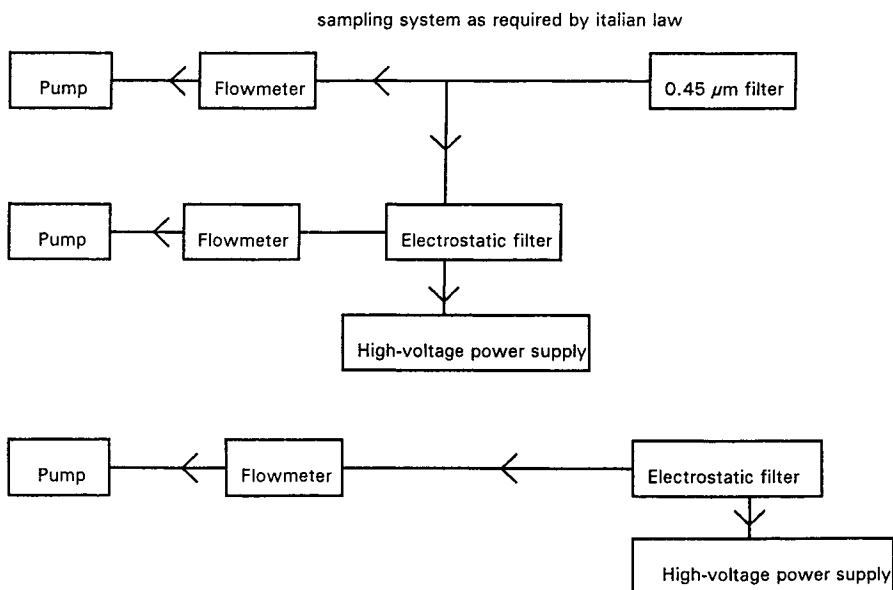 sampling system as required by italian law
Pump
Flowmeter
0.45 μm filter
Pump
Flowmeter
Electrostatic filter
High-voltage power supply
Pump
Flowmeter
Electrostatic filter
High-voltage power supply